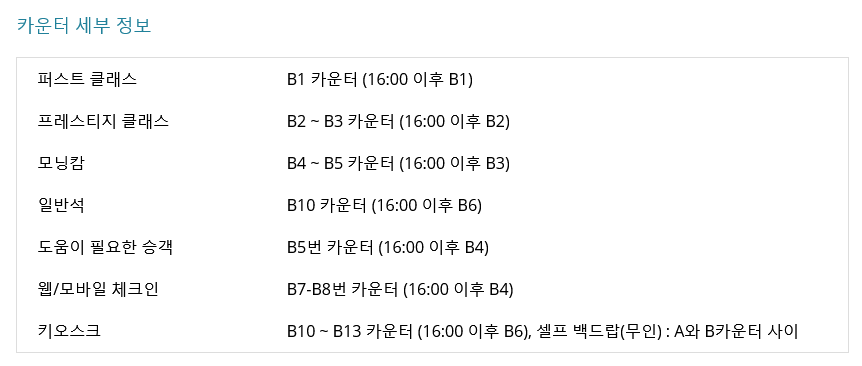 카운터 세부 정보
퍼스트 클래스 B1 카운터 (16:00 이후 B1)
프레스티지 클래스 B2 ~ B3 카운터 (16:00 이후 B2)
모닝캄 B4 ~ B5 카운터 (16:00 이후 B3)
일반석 B10 카운터 (16:00 이후 B6)
도움이 필요한 승객 B5번 카운터 (16:00 이후 B4)
웹/모바일 체크인 B7-B8번 카운터 (16:00 이후 B4)
키오스크 B10 ~ B13 카운터 (16:00 이후 B6), 셀프 백드랍(무인) : A와 B카운터 사이